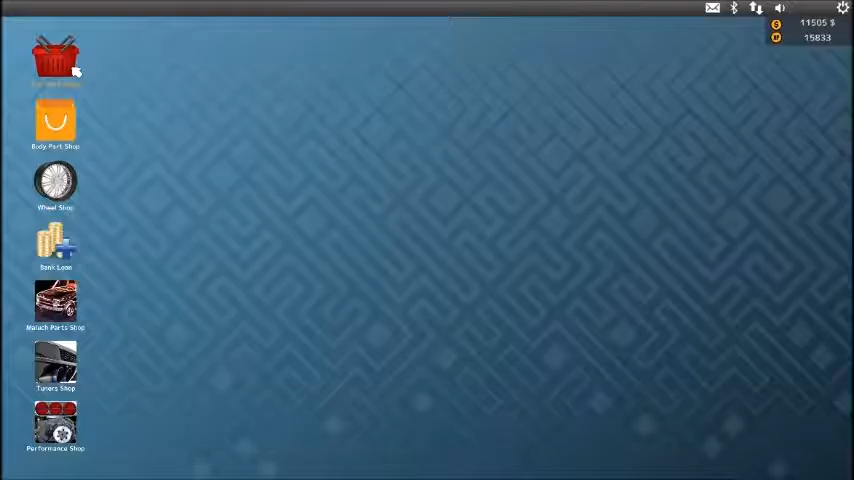 11505 $
15833
Body Part Shop
Wheel Shop
Bank Loan
Maluch Parts Shop
Tuners Shop
Performance Shop